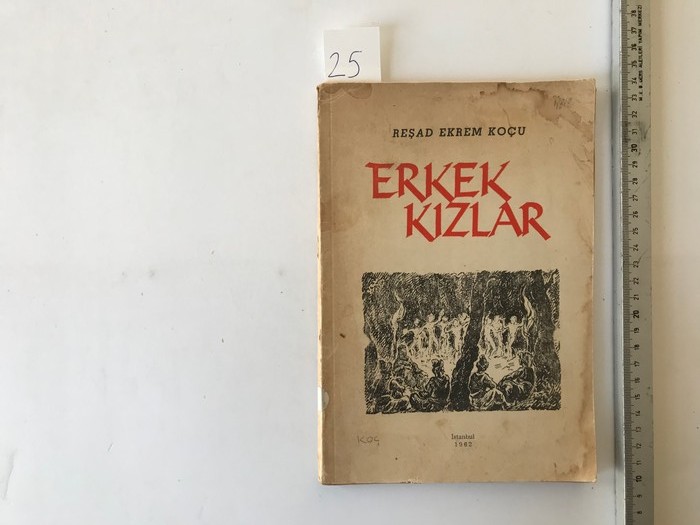 25
REŞAD EKREM KOÇU
ERKEK
KIZLAR
KOÇ
İstanbul
1962